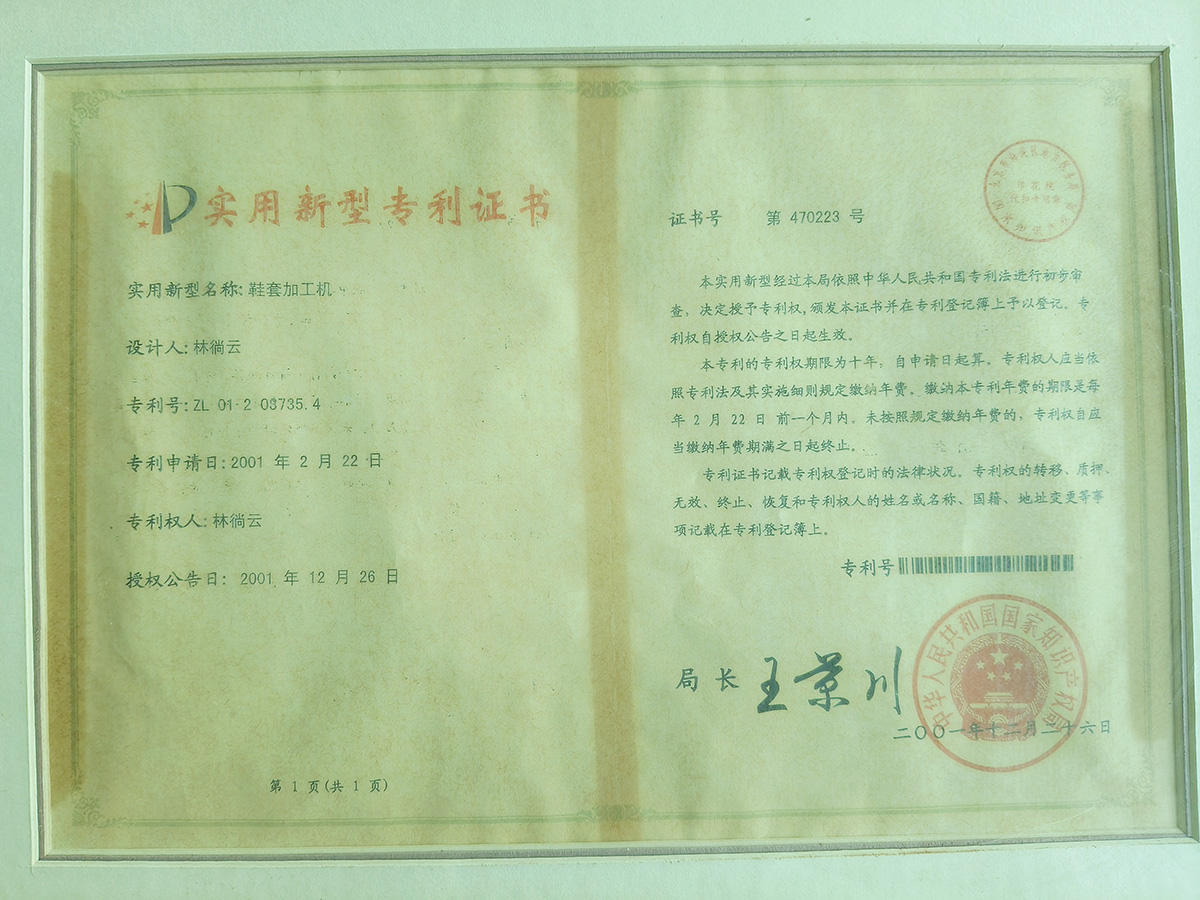 实用新型专利证书
实用新型名称:鞋套加工机
设计人:林徜云
专利号:ZL 01 2 03735.4
专利申请日:2001 年 2 月 22 日
专利权人:林徜云
授权公告日: 2001 年 12 月 26 日
第 1 页(共 1 页)
证书号 第 470223 号
本实用新型经过本局依照中华人民共和国专利法进行初步审
查,决定授予专利权,颁发本证书并在专利登记簿上予以登记。专
利权自授权公告之日起生效。
本专利的专利权期限为十年,自申请日起算。专利权人应当依
照专利法及其实施细则规定缴纳年费。缴纳本专利年费的期限是每
年 2 月 22 日 前一个月内。未按照规定缴纳年费的,专利权自应
当缴纳年费期满之日起终止。
专利证书记载专利权登记时的法律状况。专利权的转移、质押、
无效、终止、恢复和专利权人的姓名或名称、国籍、地址变更等事
项记载在专利登记簿上。
专利号
局长 王景川
中华人民共和国国家知识产权局
二〇〇一年十二月二十六日